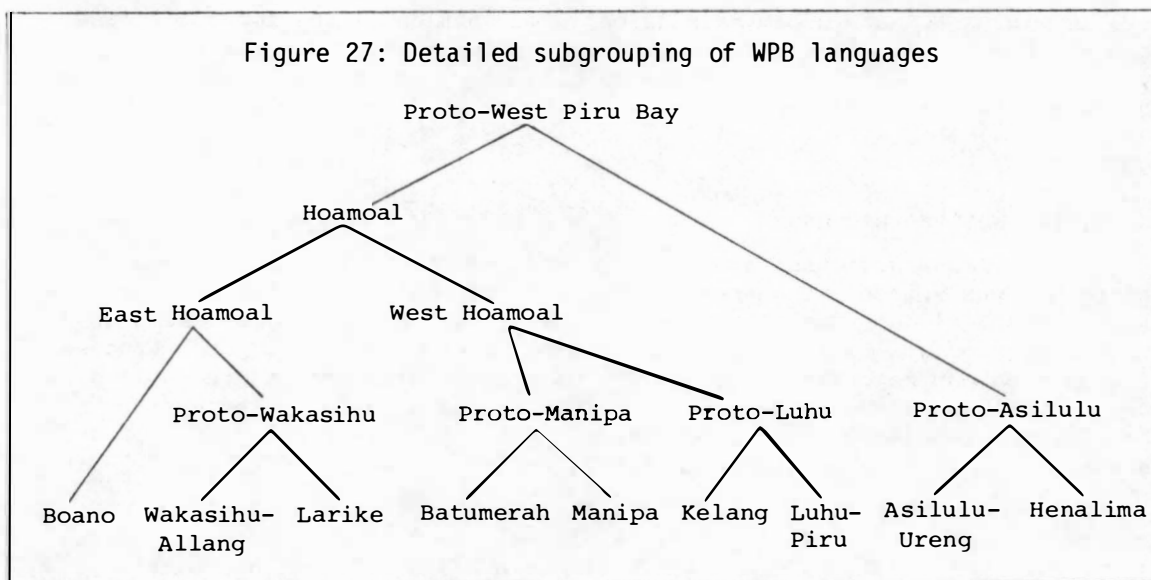 Figure 27: Detailed subgrouping of WPB languages
Proto-West Piru Bay
Hoamoal
East Hoamoal West Hoamoal
Proto-Wakasihu Proto-Manipa Proto-Luhu Proto-Asilulu
Boano Wakasihu- Larike Batumerah Manipa Kelang Luhu- Asilulu- Henalima
Allang Piru Ureng